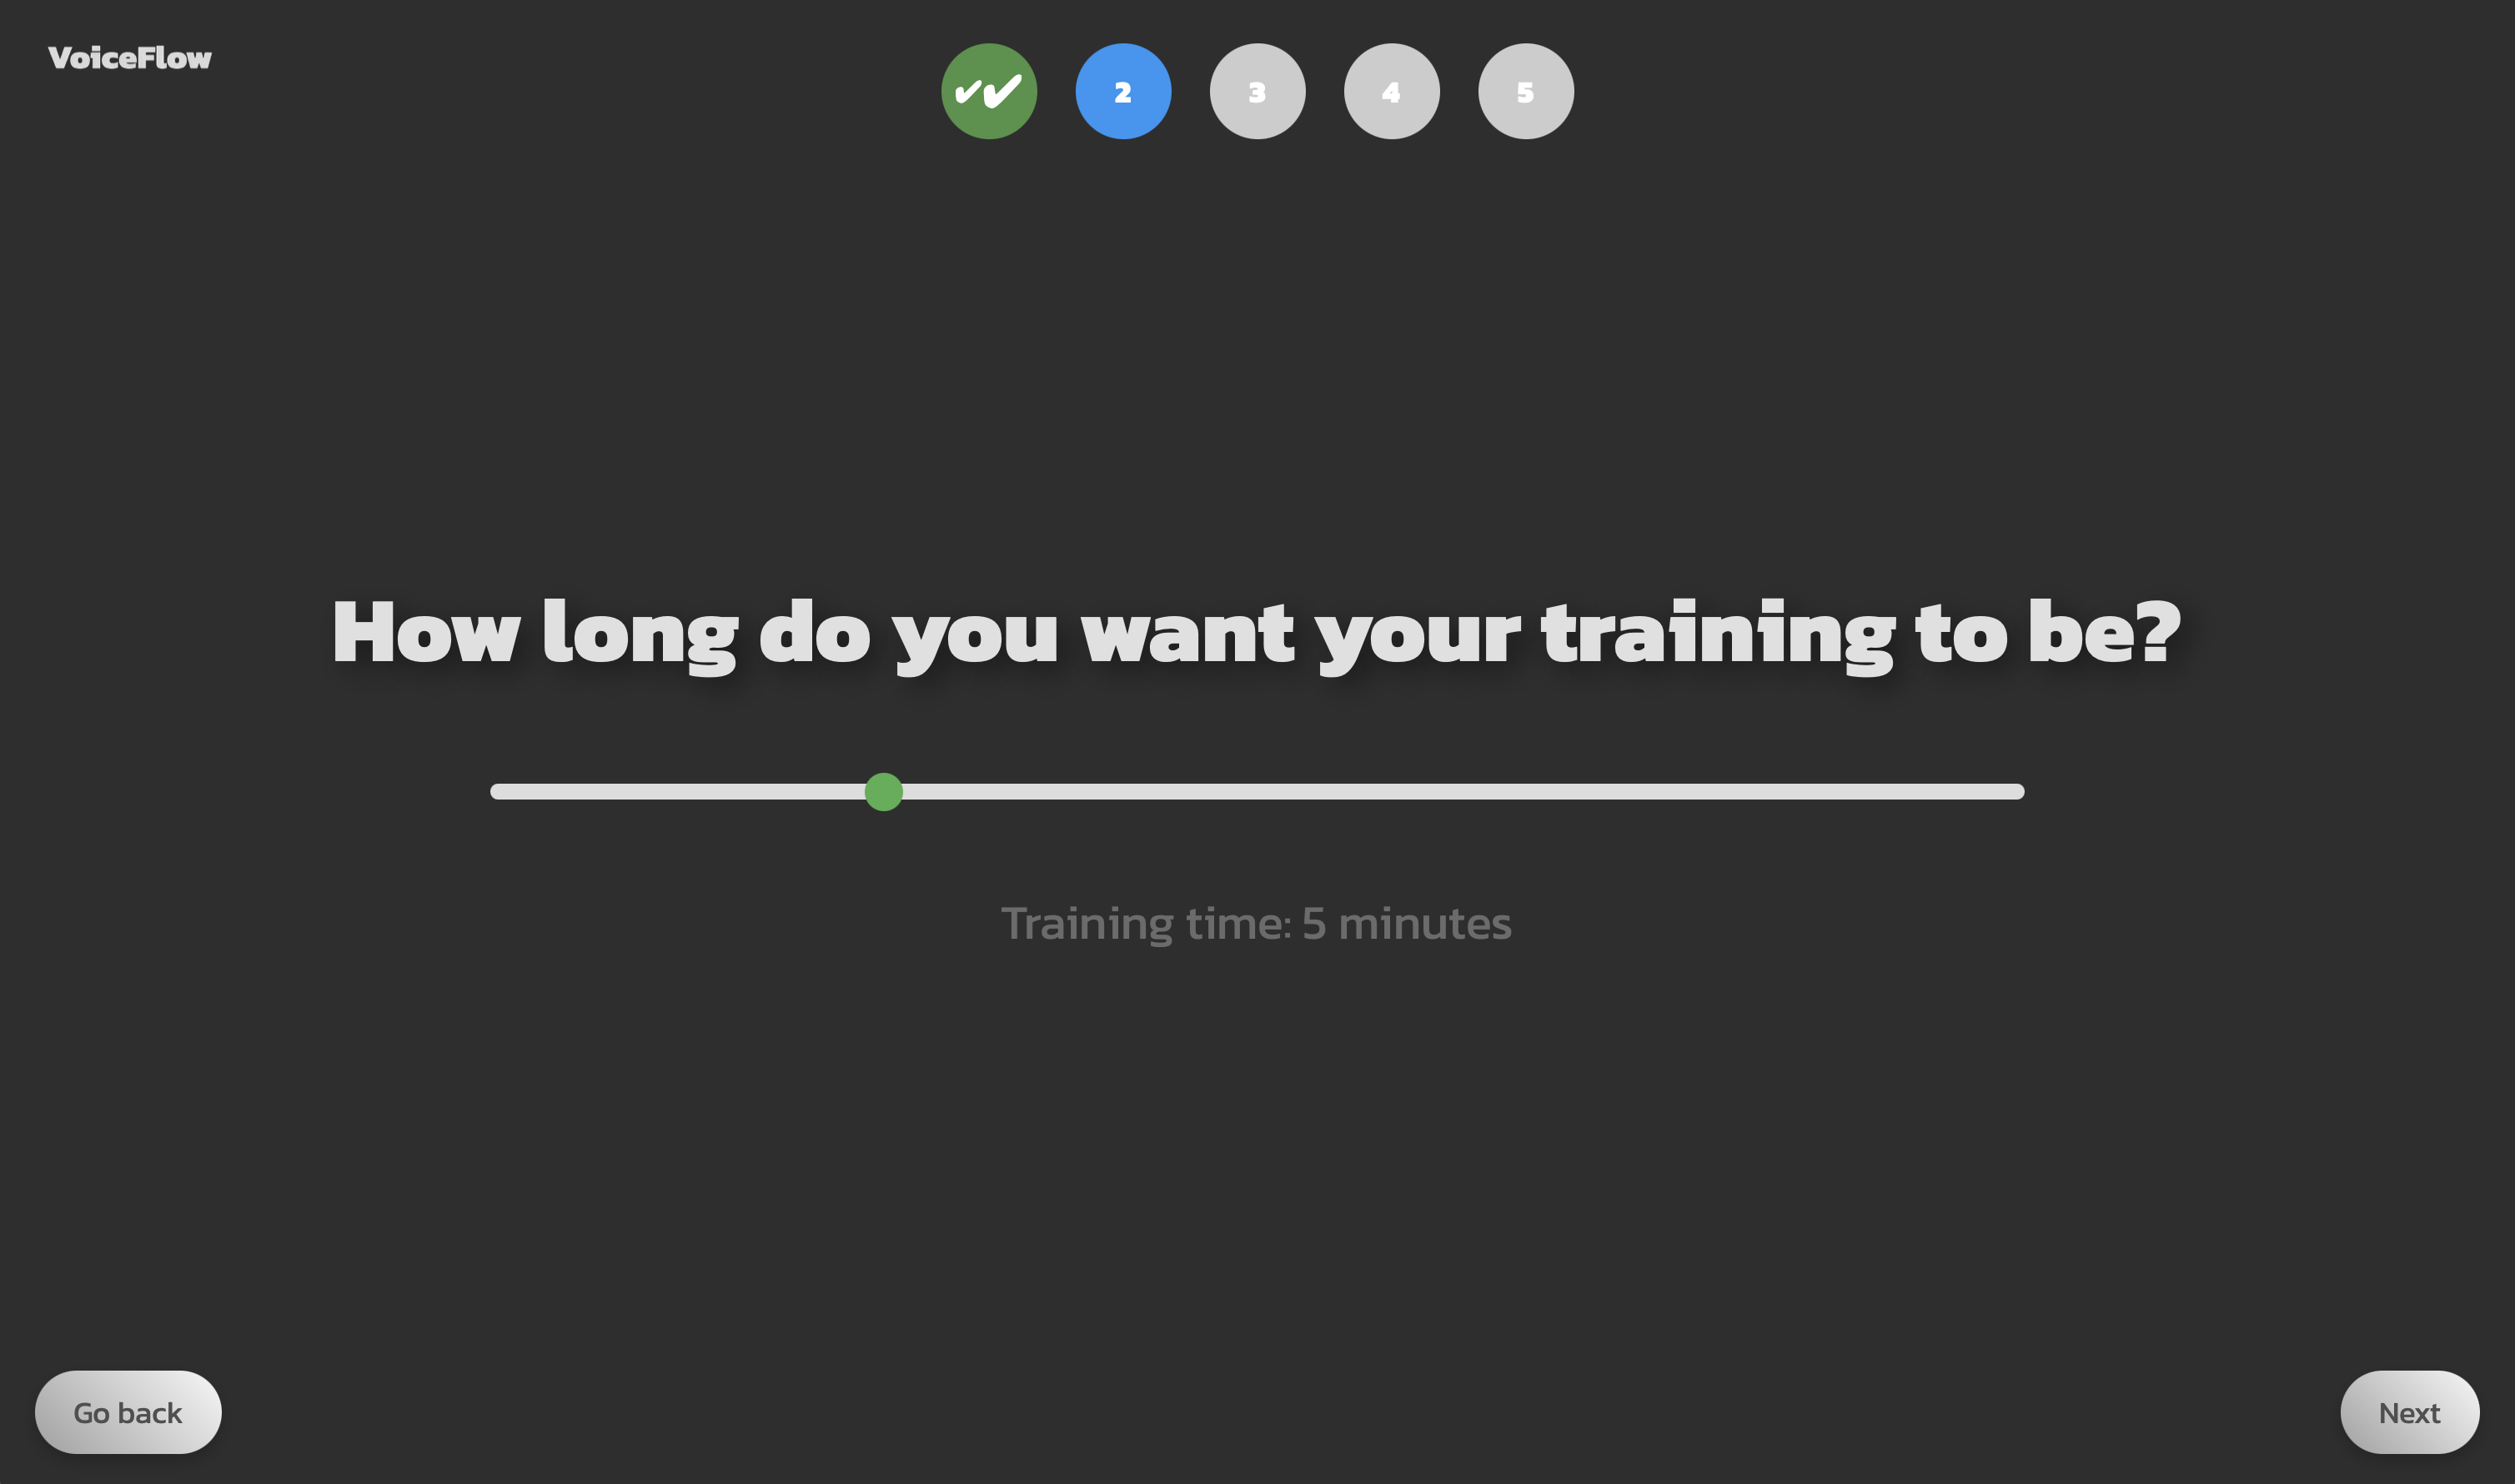 VoiceFlow
✔✔ 2 3 4 5
How long do you want your training to be?
Training time: 5 minutes
Go back
Next